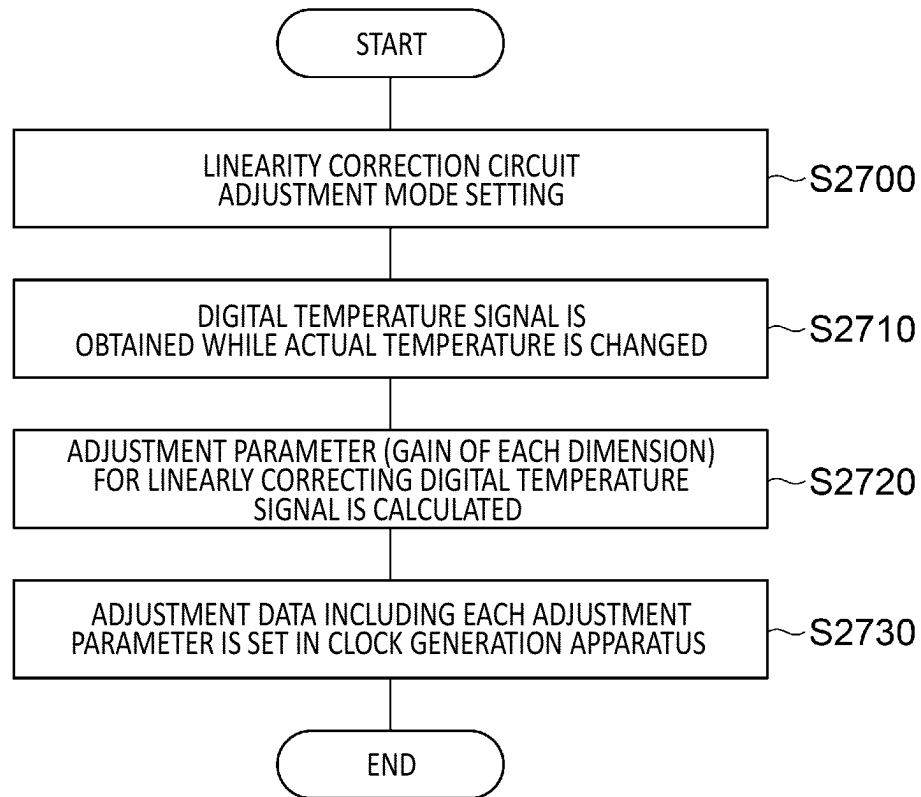 START
LINEARITY CORRECTION CIRCUIT
ADJUSTMENT MODE SETTING
S2700
DIGITAL TEMPERATURE SIGNAL IS
OBTAINED WHILE ACTUAL TEMPERATURE IS CHANGED
S2710
ADJUSTMENT PARAMETER (GAIN OF EACH DIMENSION)
FOR LINEARLY CORRECTING DIGITAL TEMPERATURE
SIGNAL IS CALCULATED
S2720
ADJUSTMENT DATA INCLUDING EACH ADJUSTMENT
PARAMETER IS SET IN CLOCK GENERATION APPARATUS
S2730
END